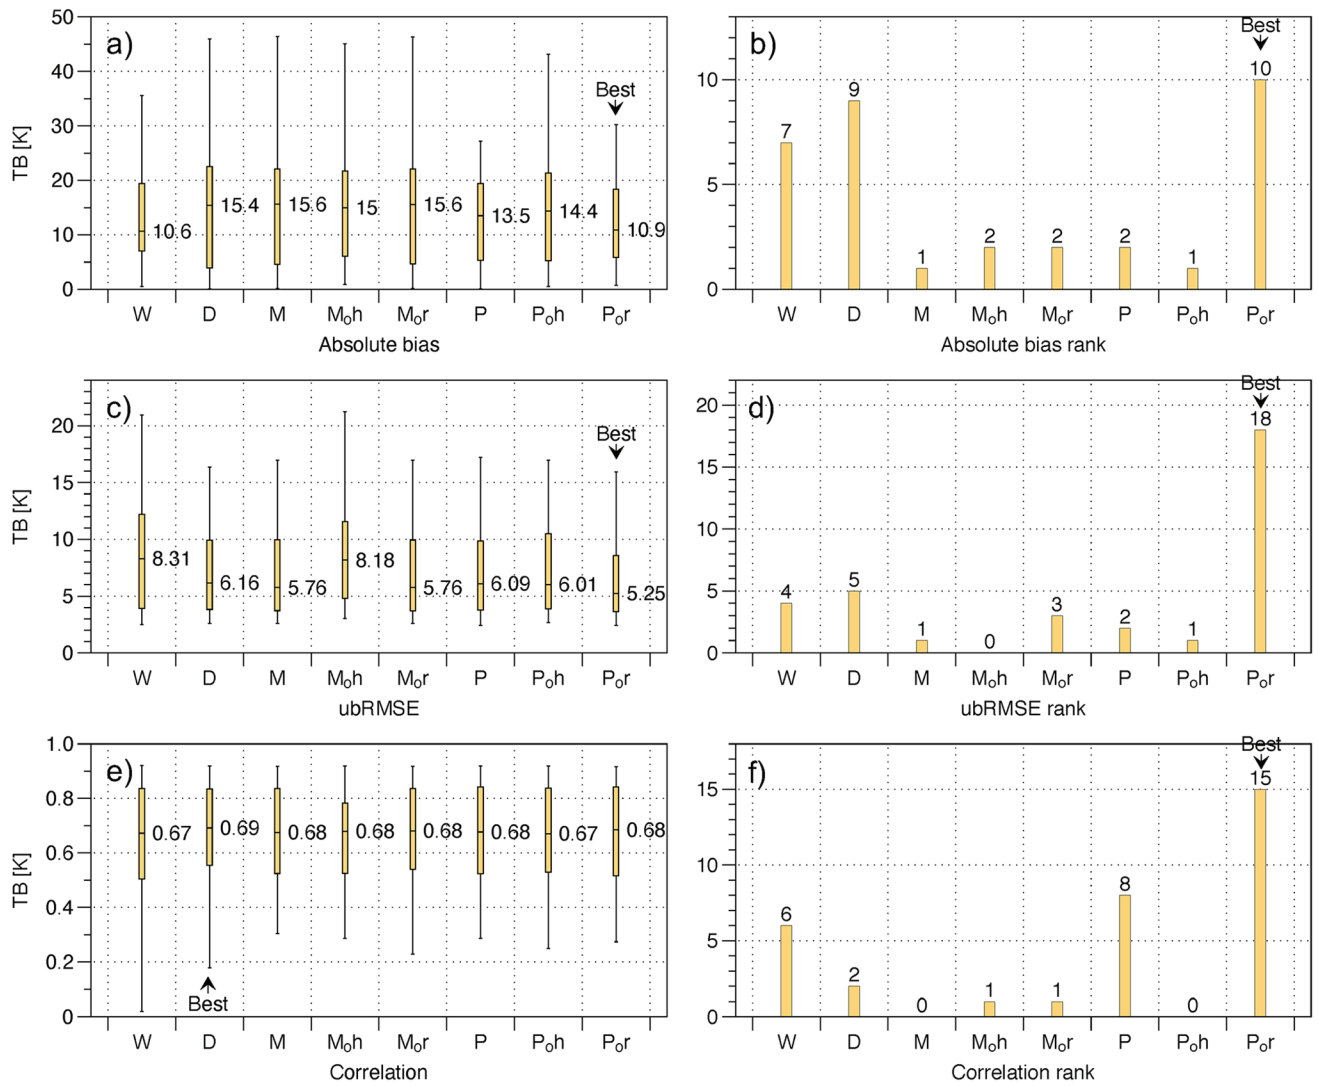 a)
TB [K]
50
40
30
20
10
0
Best
10.6
15.4
15.6
15
15.6
13.5
14.4
10.9
W D M Moh Mor P Poh Por
Absolute bias
b)
10
5
0
Best
7
9
1
2
2
2
1
10
W D M Moh Mor P Poh Por
Absolute bias rank
c)
TB [K]
20
15
10
5
0
Best
8.31
6.16
5.76
8.18
5.76
6.09
6.01
5.25
W D M Moh Mor P Poh Por
ubRMSE
d)
20
15
10
5
0
Best
4
5
1
0
3
2
1
18
W D M Moh Mor P Poh Por
ubRMSE rank
e)
TB [K]
1.0
0.8
0.6
0.4
0.2
0
0.67
0.69
0.68
0.68
0.68
0.68
0.67
0.68
Best
W D M Moh Mor P Poh Por
Correlation
f)
15
10
5
0
Best
6
2
0
1
1
8
0
15
W D M Moh Mor P Poh Por
Correlation rank